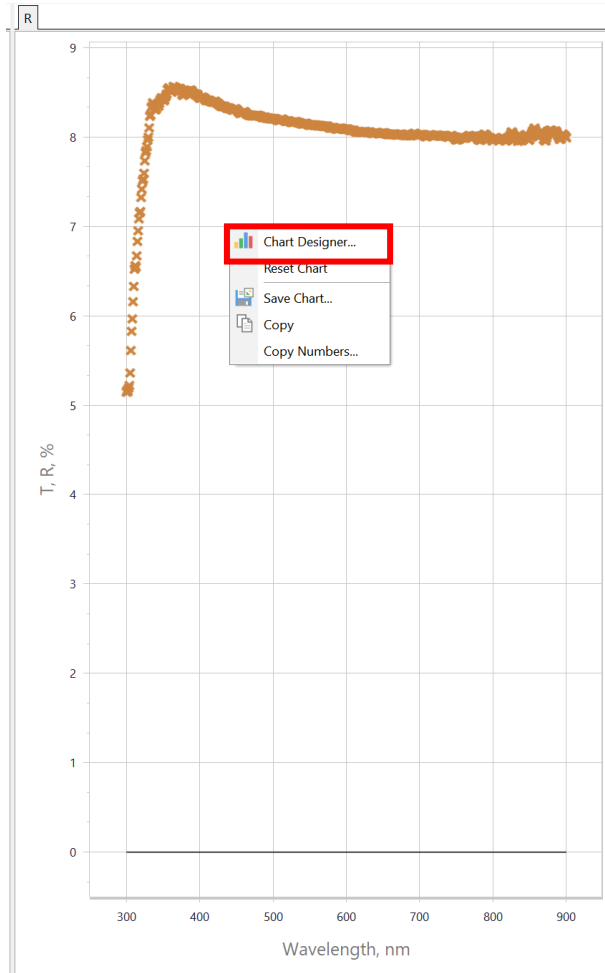 R
9
8
7
6
5
4
3
2
1
0
T, R, %
Chart Designer...
Reset Chart
Save Chart...
Copy
Copy Numbers...
300 400 500 600 700 800 900
Wavelength, nm